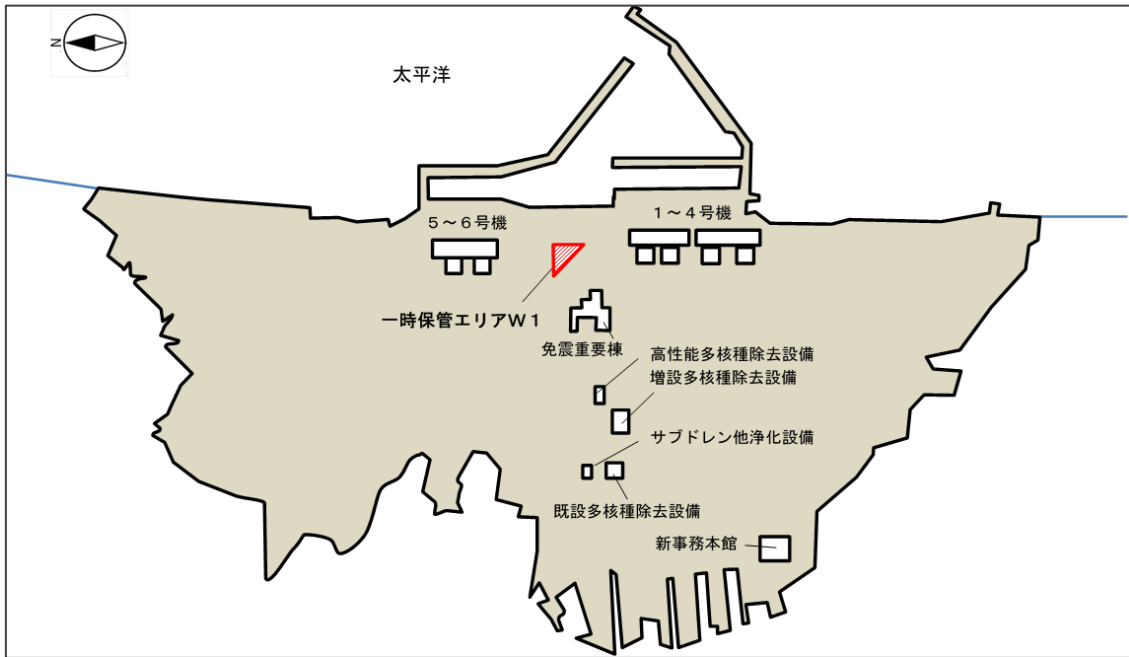 N
太平洋
5~6号機
1~4号機
一時保管エリアW1
免震重要棟
高性能多核種除去設備
増設多核種除去設備
サブドレン他浄化設備
既設多核種除去設備
新事務本館